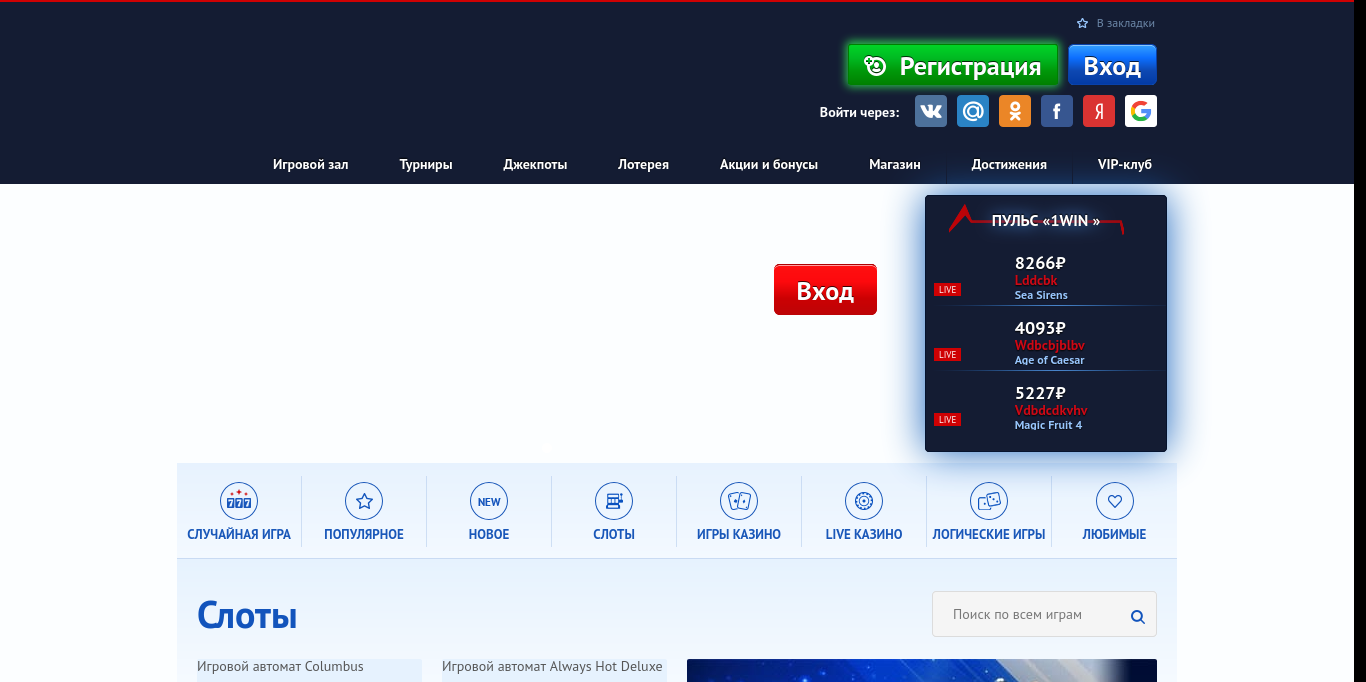 В закладки
Регистрация
Вход
Войти через:
Игровой зал
Турниры
Джекпоты
Лотерея
Акции и бонусы
Магазин
Достижения
VIP-клуб
ПУЛЬС «1WIN »
8266₽
Lddcbk
LIVE
Sea Sirens
4093₽
Wdbcbjblbv
LIVE
Age of Caesar
5227₽
Vdbdcdkvhv
LIVE
Magic Fruit 4
Вход
777
NEW
СЛУЧАЙНАЯ ИГРА
ПОПУЛЯРНОЕ
НОВОЕ
СЛОТЫ
ИГРЫ КАЗИНО
LIVE КАЗИНО
ЛОГИЧЕСКИЕ ИГРЫ
ЛЮБИМЫЕ
Слоты
Поиск по всем играм
Игровой автомат Columbus
Игровой автомат Always Hot Deluxe